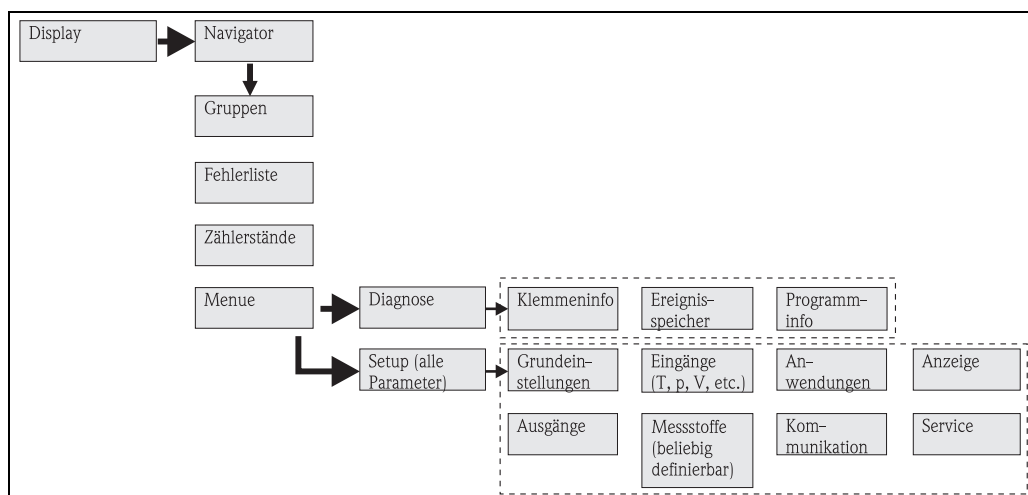 Display
Navigator
Gruppen
Fehlerliste
Zählerstände
Menue
Diagnose
Klemmeninfo
Ereignis-
speicher
Programm-
info
Setup (alle
Parameter)
Grundein-
stellungen
Eingänge
(T, p, V, etc.)
An-
wendungen
Anzeige
Ausgänge
Messstoffe
(beliebig
definierbar)
Kom-
munikation
Service